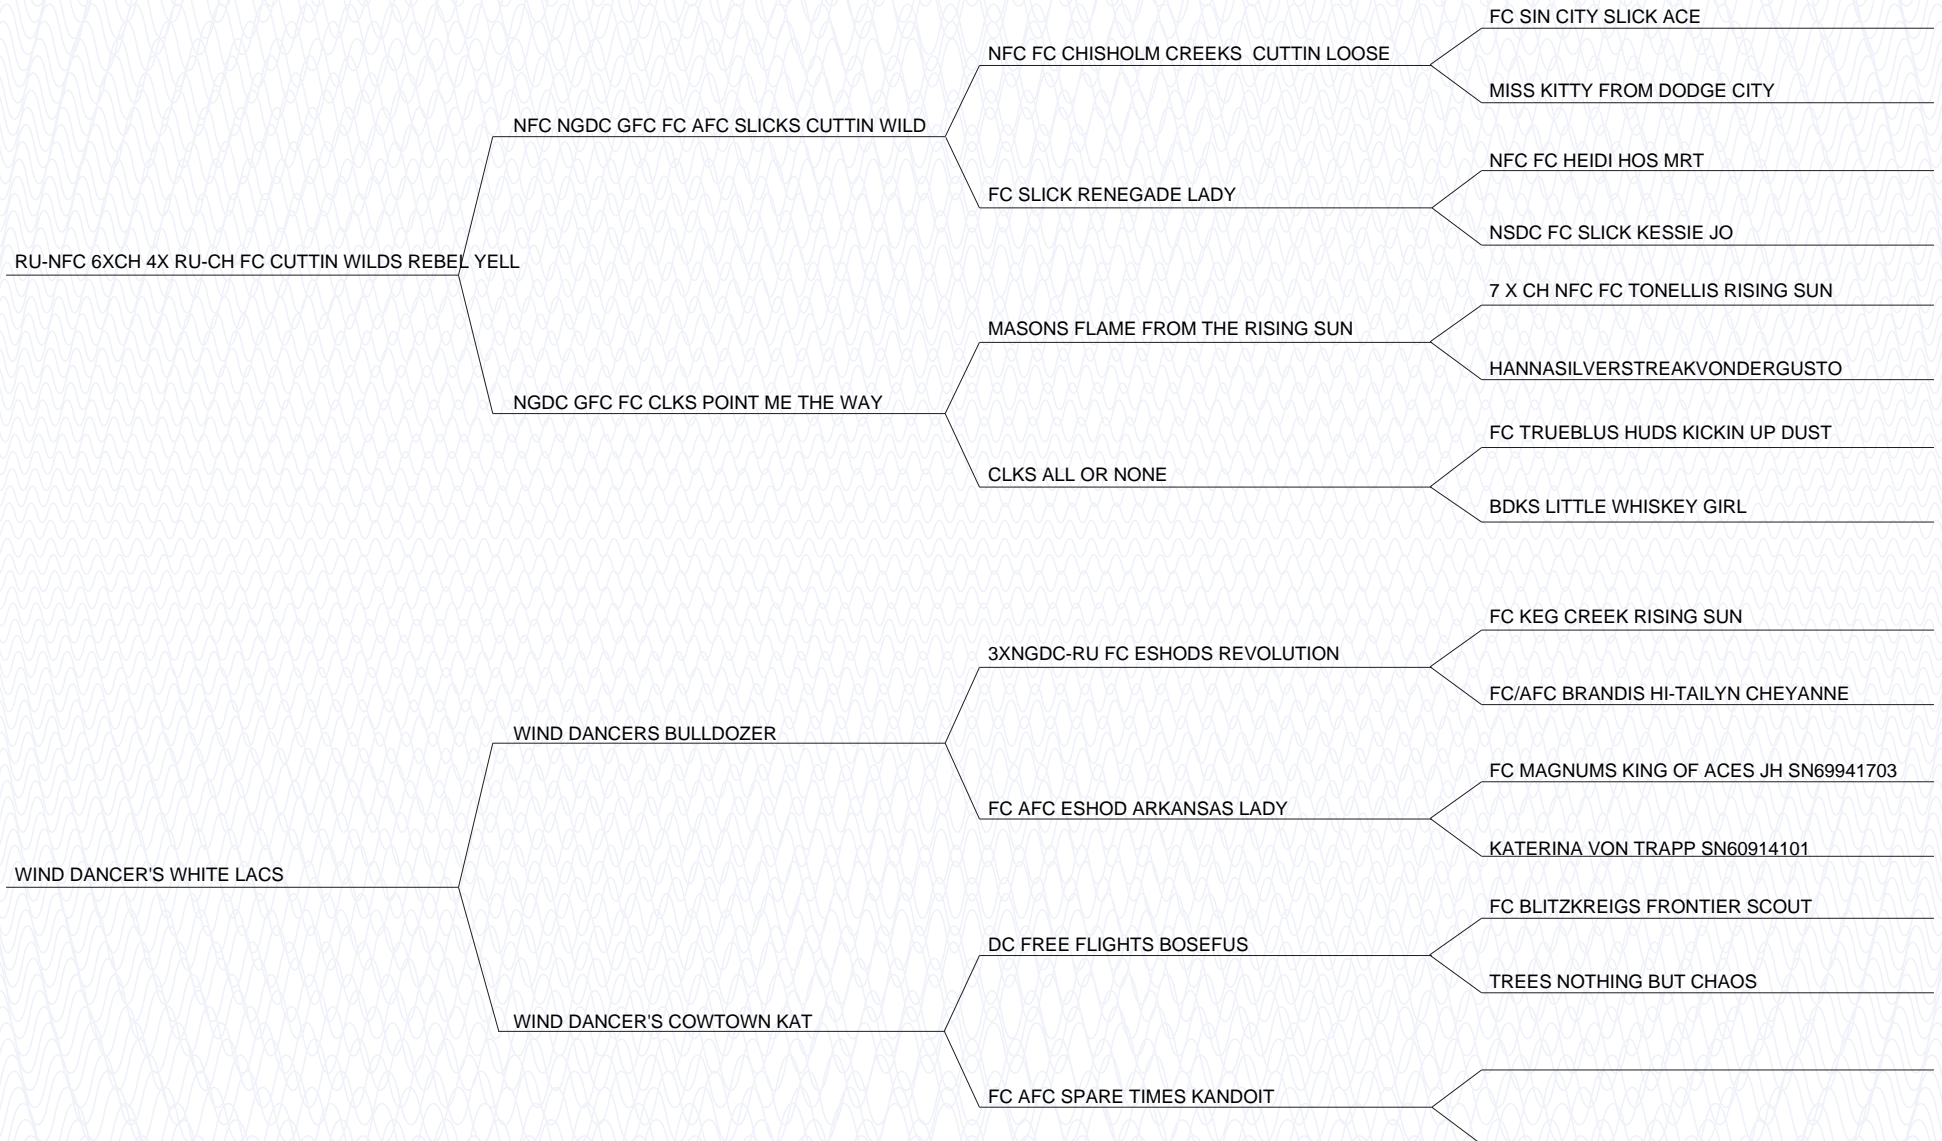 FC SIN CITY SLICK ACE
NFC FC CHISHOLM CREEKS  CUTTIN LOOSE
MISS KITTY FROM DODGE CITY
NFC NGDC GFC FC AFC SLICKS CUTTIN WILD
NFC FC HEIDI HOS MRT
FC SLICK RENEGADE LADY
NSDC FC SLICK KESSIE JO
RU-NFC 6XCH 4X RU-CH FC CUTTIN WILDS REBEL YELL
7 X CH NFC FC TONELLIS RISING SUN
MASONS FLAME FROM THE RISING SUN
HANNASILVERSTREAKVONDERGUSTO
NGDC GFC FC CLKS POINT ME THE WAY
FC TRUEBLUS HUDS KICKIN UP DUST
CLKS ALL OR NONE
BDKS LITTLE WHISKEY GIRL
FC KEG CREEK RISING SUN
3XNGDC-RU FC ESHODS REVOLUTION
FC/AFC BRANDIS HI-TAILYN CHEYANNE
WIND DANCERS BULLDOZER
FC MAGNUMS KING OF ACES JH SN69941703
FC AFC ESHOD ARKANSAS LADY
KATERINA VON TRAPP SN60914101
WIND DANCER'S WHITE LACS
FC BLITZKREIGS FRONTIER SCOUT
DC FREE FLIGHTS BOSEFUS
TREES NOTHING BUT CHAOS
WIND DANCER'S COWTOWN KAT
FC AFC SPARE TIMES KANDOIT